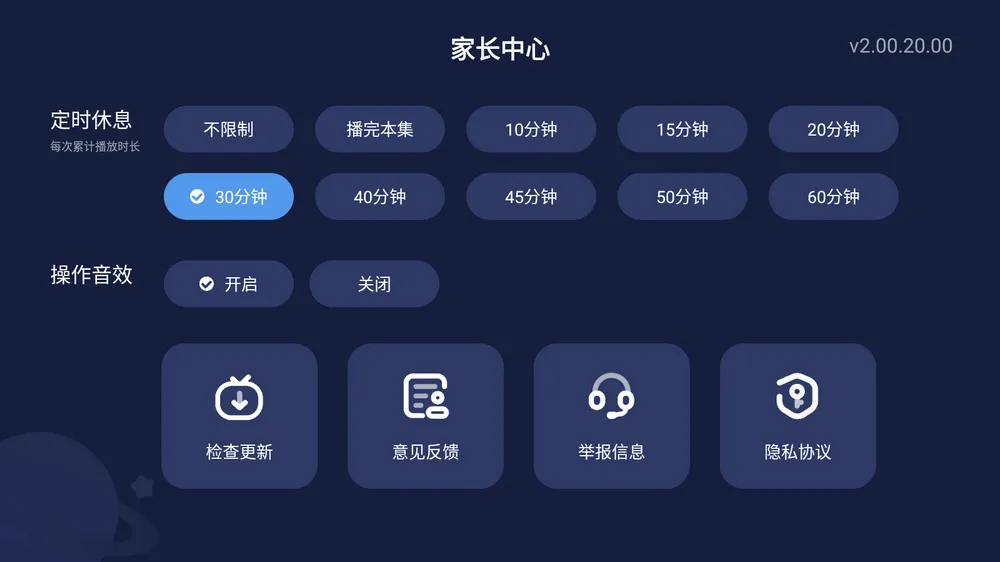 家长中心
v2.00.20.00
定时休息
每次累计播放时长
不限制
播完本集
10分钟
15分钟
20分钟
30分钟
40分钟
45分钟
50分钟
60分钟
操作音效
开启
关闭
检查更新
意见反馈
举报信息
隐私协议